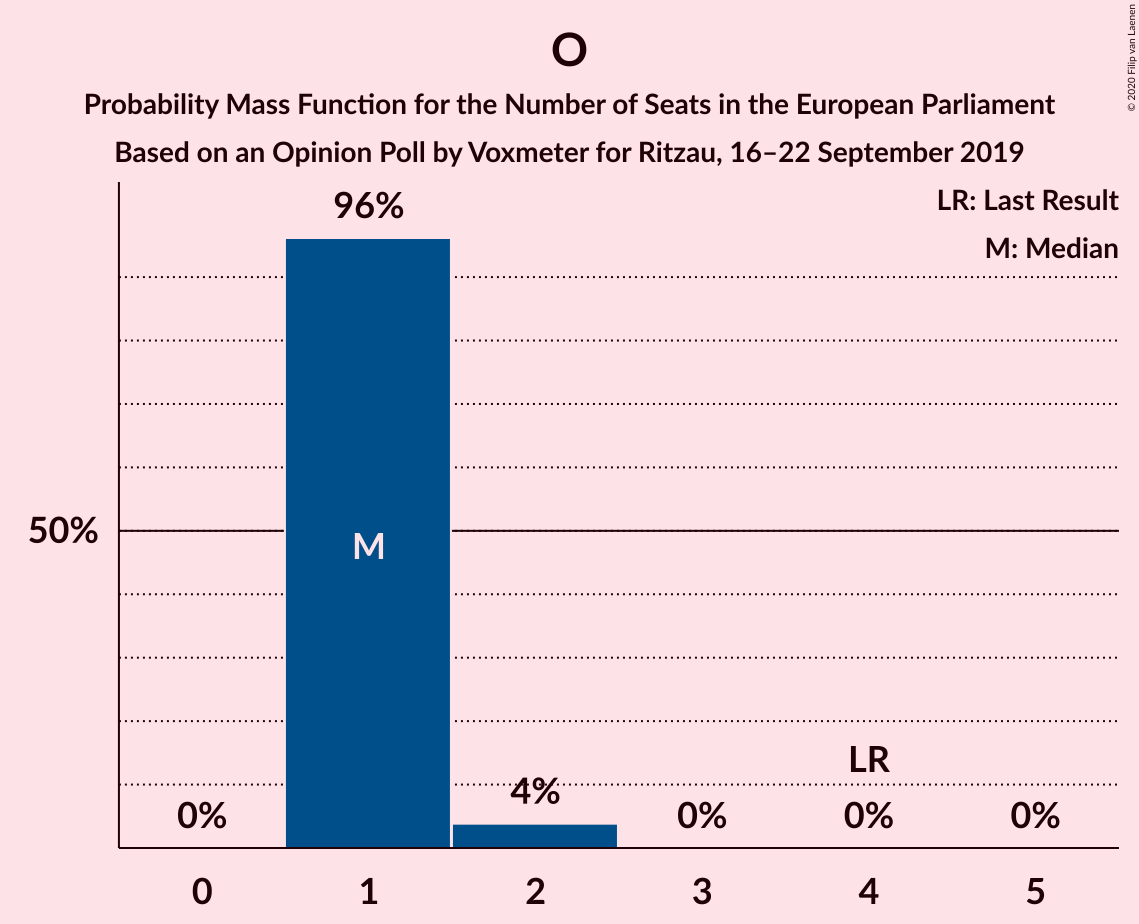 O
Probability Mass Function for the Number of Seats in the European Parliament
Based on an Opinion Poll by Voxmeter for Ritzau, 16–22 September 2019
© 2020 Filip van Laenen
LR: Last Result
M: Median
96%
50%
M
LR
4%
0% 0% 0% 0%
0 1 2 3 4 5